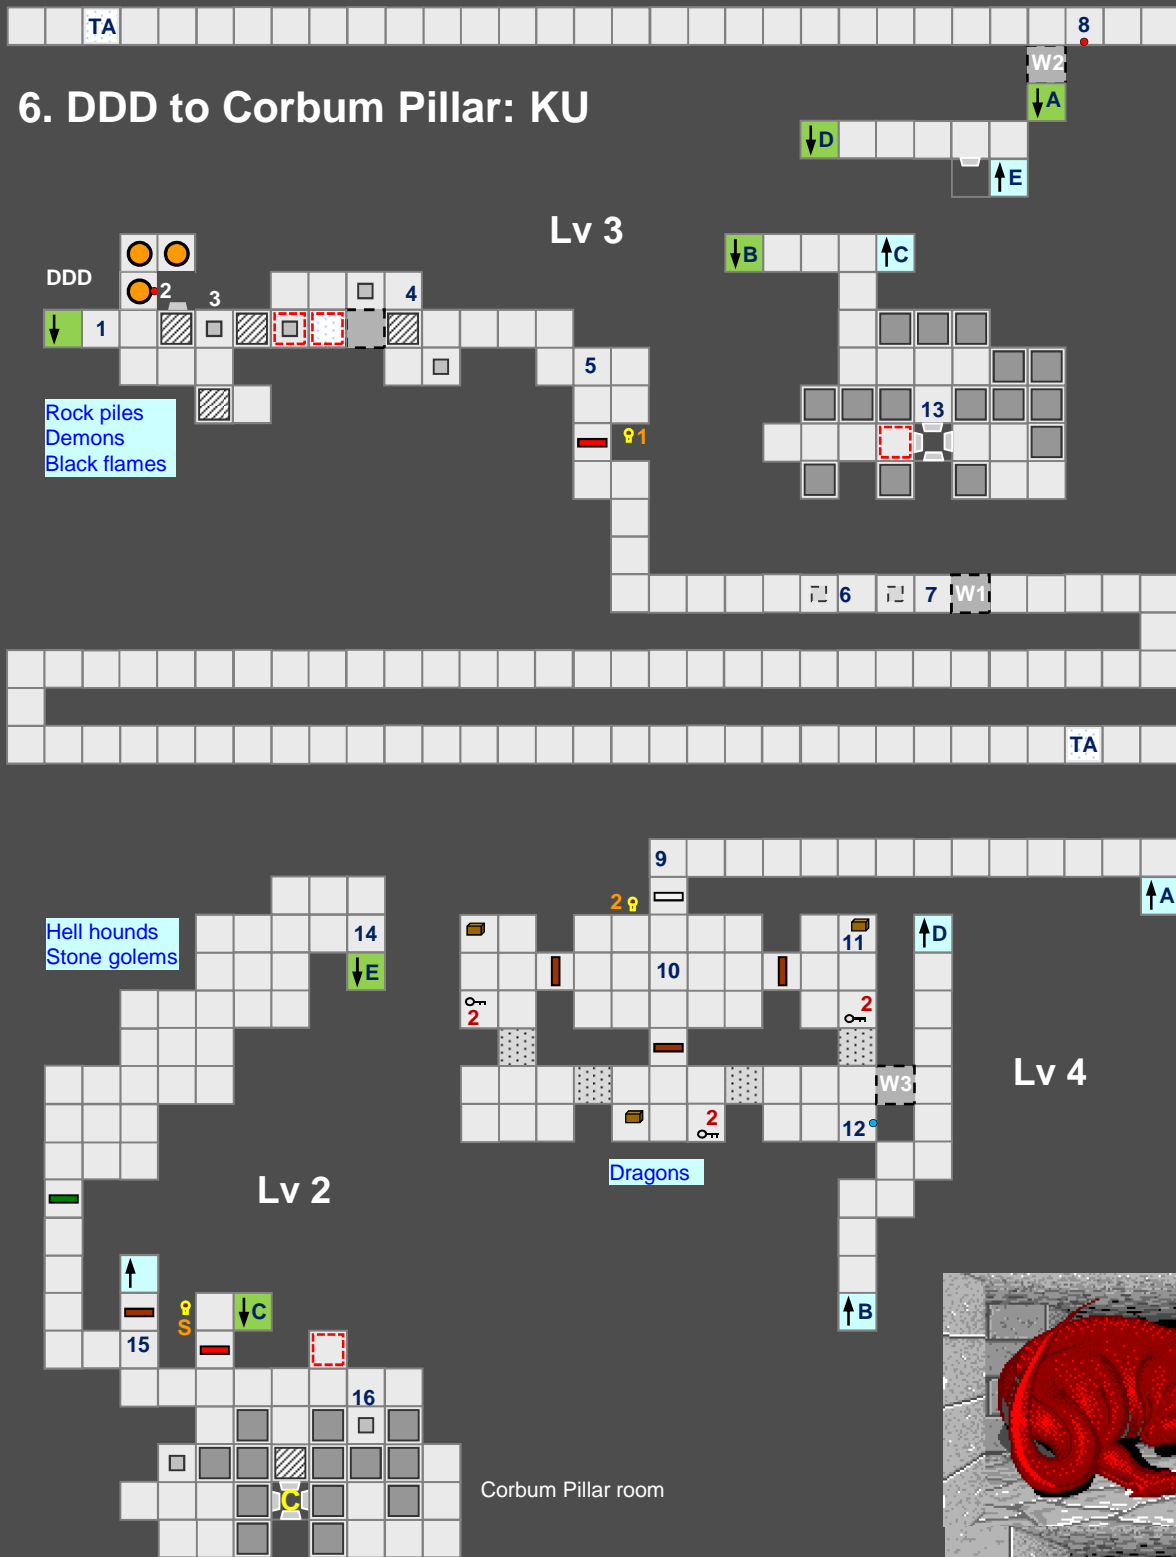 TA
8
W2
6. DDD to Corbum Pillar: KU
A
D
E
Lv 3
B
C
DDD
2
3
4
1
5
Rock piles
Demons
Black flames
13
1
6
7
W1
TA
9
2
A
Hell hounds
Stone golems
14
11
D
E
10
2
2
Lv 4
W3
2
12
Dragons
Lv 2
C
B
S
15
16
C
Corbum Pillar room